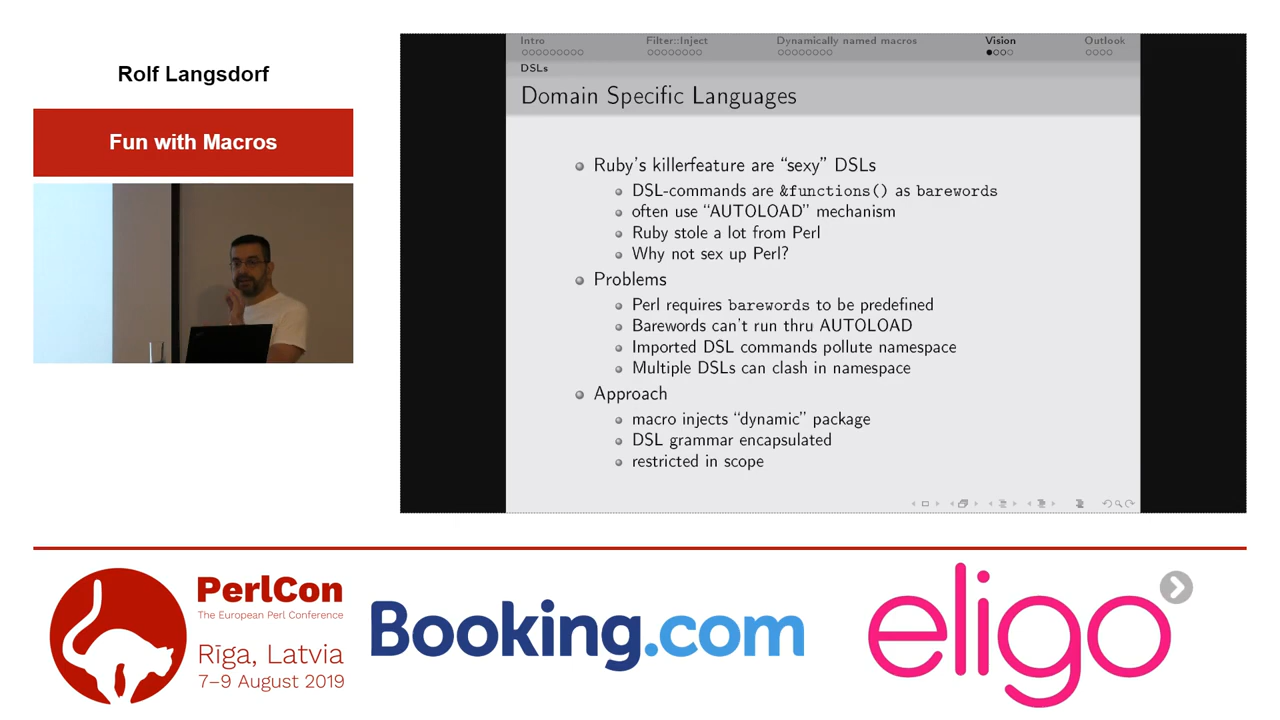 Rolf Langsdorf
Fun with Macros
Intro Filter::Inject Dynamically named macros Vision Outlook
DSLs
Domain Specific Languages
Ruby's killerfeature are “sexy” DSLs
DSL-commands are &functions() as barewords
often use “AUTOLOAD” mechanism
Ruby stole a lot from Perl
Why not sex up Perl?
Problems
Perl requires barewords to be predefined
Barewords can't run thru AUTOLOAD
Imported DSL commands pollute namespace
Multiple DSLs can clash in namespace
Approach
macro injects “dynamic” package
DSL grammar encapsulated
restricted in scope
PerlCon
The European Perl Conference
Rīga, Latvia
7–9 August 2019
Booking.com
eligo